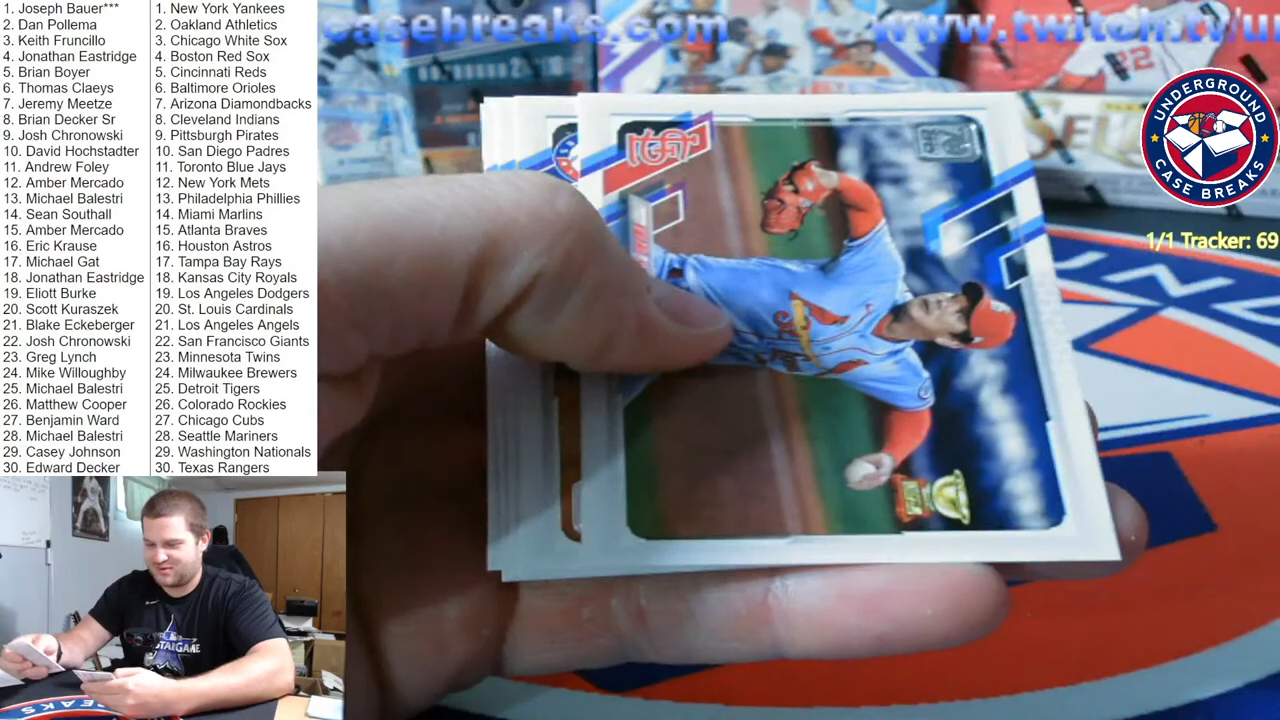 1. Joseph Bauer***
2. Dan Pollema
3. Keith Fruncillo
4. Jonathan Eastridge
5. Brian Boyer
6. Thomas Claeys
7. Jeremy Meetze
8. Brian Decker Sr
9. Josh Chronowski
10. David Hochstadter
11. Andrew Foley
12. Amber Mercado
13. Michael Balestri
14. Sean Southall
15. Amber Mercado
16. Eric Krause
17. Michael Gat
18. Jonathan Eastridge
19. Eliott Burke
20. Scott Kuraszek
21. Blake Eckeberger
22. Josh Chronowski
23. Greg Lynch
24. Mike Willoughby
25. Michael Balestri
26. Matthew Cooper
27. Benjamin Ward
28. Michael Balestri
29. Casey Johnson
30. Edward Decker
1. New York Yankees
2. Oakland Athletics
3. Chicago White Sox
4. Boston Red Sox
5. Cincinnati Reds
6. Baltimore Orioles
7. Arizona Diamondbacks
8. Cleveland Indians
9. Pittsburgh Pirates
10. San Diego Padres
11. Toronto Blue Jays
12. New York Mets
13. Philadelphia Phillies
14. Miami Marlins
15. Atlanta Braves
16. Houston Astros
17. Tampa Bay Rays
18. Kansas City Royals
19. Los Angeles Dodgers
20. St. Louis Cardinals
21. Los Angeles Angels
22. San Francisco Giants
23. Minnesota Twins
24. Milwaukee Brewers
25. Detroit Tigers
26. Colorado Rockies
27. Chicago Cubs
28. Seattle Mariners
29. Washington Nationals
30. Texas Rangers
casebreaks.com
www.twitch.tv/u
22
UNDERGROUND
CASE BREAKS
1/1 Tracker: 69